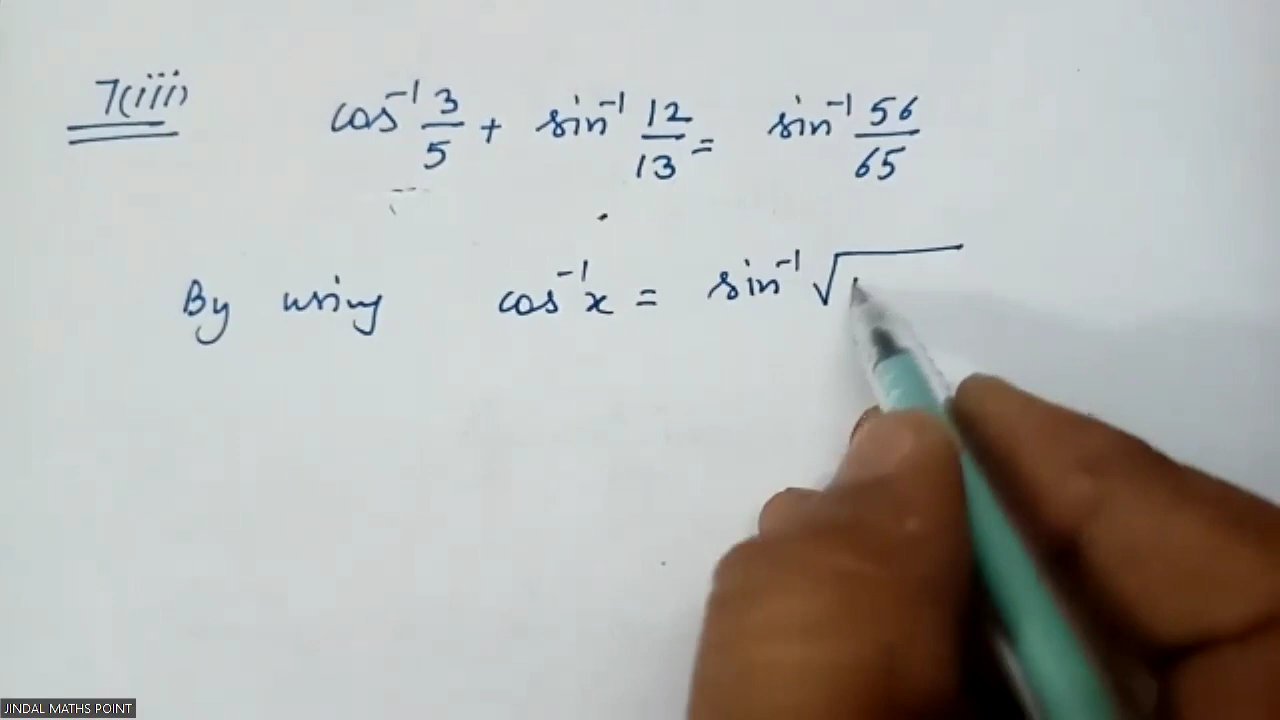 7(iii) cos⁻¹ 3/5 + sin⁻¹ 12/13 = sin⁻¹ 56/65
By using cos⁻¹x = sin⁻¹ √
JINDAL MATHS POINT